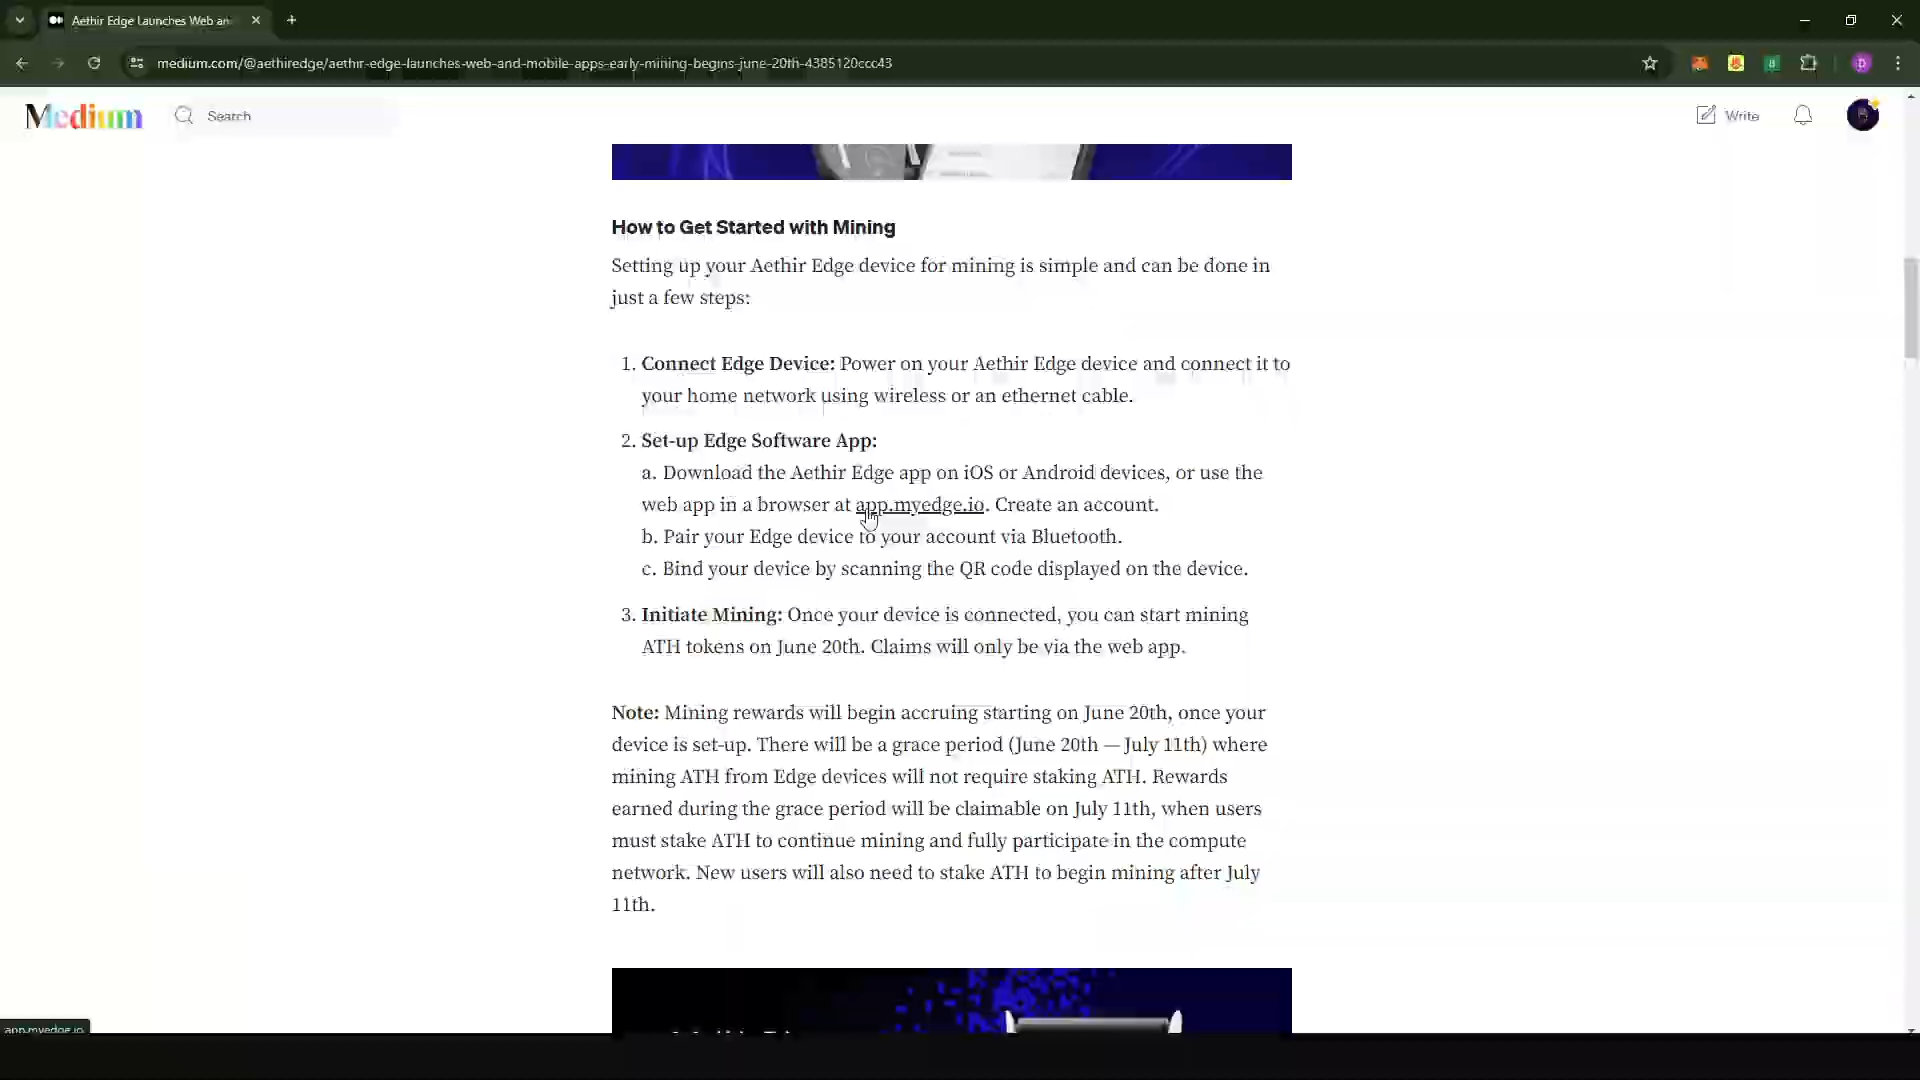 Aethir Edge Launches Web an
medium.com/@aethiredge/aethir-edge-launches-web-and-mobile-apps-early-mining-begins-june-20th-4385120ccc43
D
Medium
Search
Write
How to Get Started with Mining
Setting up your Aethir Edge device for mining is simple and can be done in
just a few steps:
1. Connect Edge Device: Power on your Aethir Edge device and connect it to
your home network using wireless or an ethernet cable.
2. Set-up Edge Software App:
a. Download the Aethir Edge app on iOS or Android devices, or use the
web app in a browser at app.myedge.io. Create an account.
b. Pair your Edge device to your account via Bluetooth.
c. Bind your device by scanning the QR code displayed on the device.
3. Initiate Mining: Once your device is connected, you can start mining
ATH tokens on June 20th. Claims will only be via the web app.
Note: Mining rewards will begin accruing starting on June 20th, once your
device is set-up. There will be a grace period (June 20th — July 11th) where
mining ATH from Edge devices will not require staking ATH. Rewards
earned during the grace period will be claimable on July 11th, when users
must stake ATH to continue mining and fully participate in the compute
network. New users will also need to stake ATH to begin mining after July
11th.
app.myedge.io